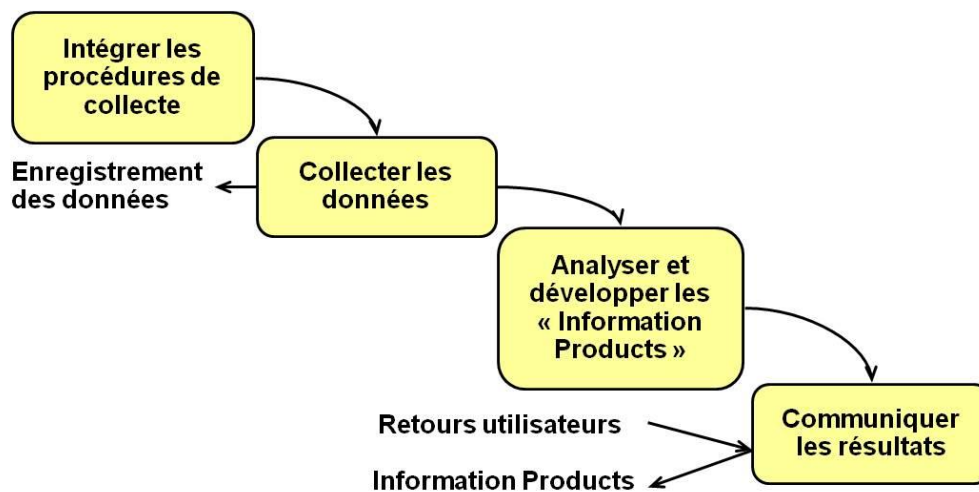 Intégrer les
procédures de
collecte
Enregistrement
des données
Collecter les
données
Analyser et
développer les
« Information
Products »
Retours utilisateurs
Information Products
Communiquer
les résultats